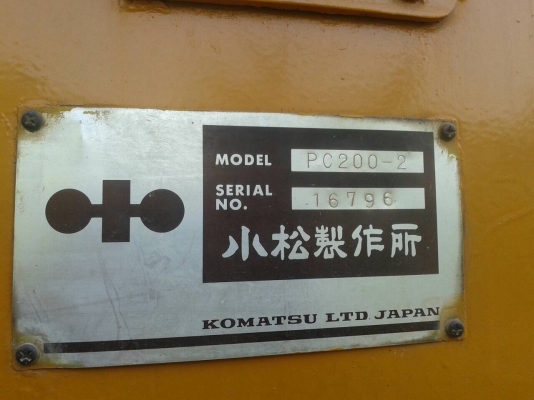 MODEL PC200-2
SERIAL NO. 16796
小松製作所
KOMATSU LTD. JAPAN